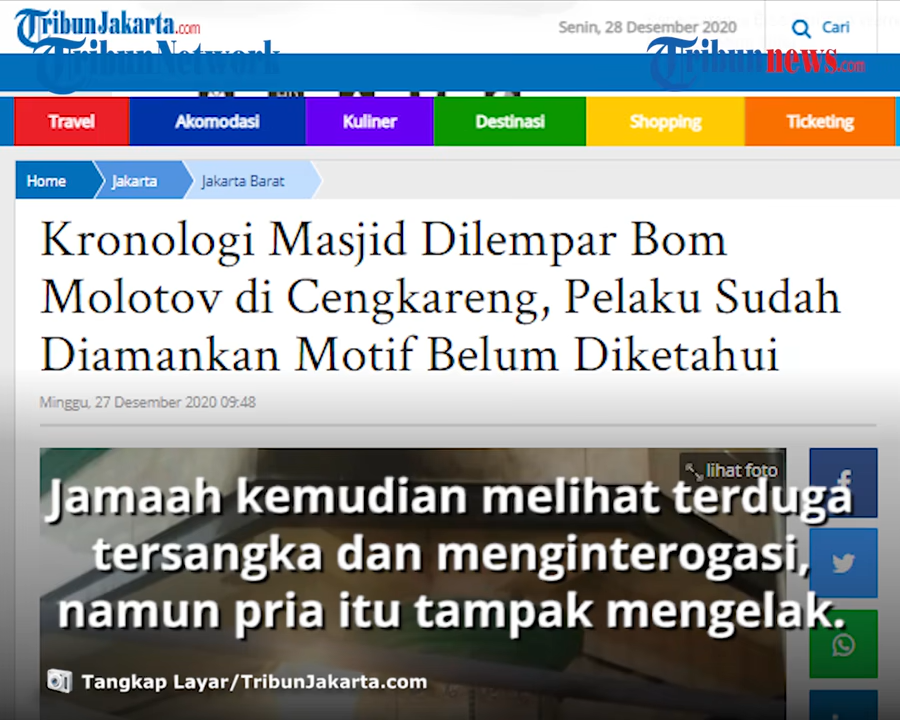 TribunJakarta.com
Senin, 28 Desember 2020
Cari
TribunNetwork
Tribunnews.com
Travel Akomodasi Kuliner Destinasi Shopping Ticketing
Home Jakarta Jakarta Barat
Kronologi Masjid Dilempar Bom
Molotov di Cengkareng, Pelaku Sudah
Diamankan Motif Belum Diketahui
Minggu, 27 Desember 2020 09:48
lihat foto
Jamaah kemudian melihat terduga
tersangka dan menginterogasi,
namun pria itu tampak mengelak.
Tangkap Layar/TribunJakarta.com